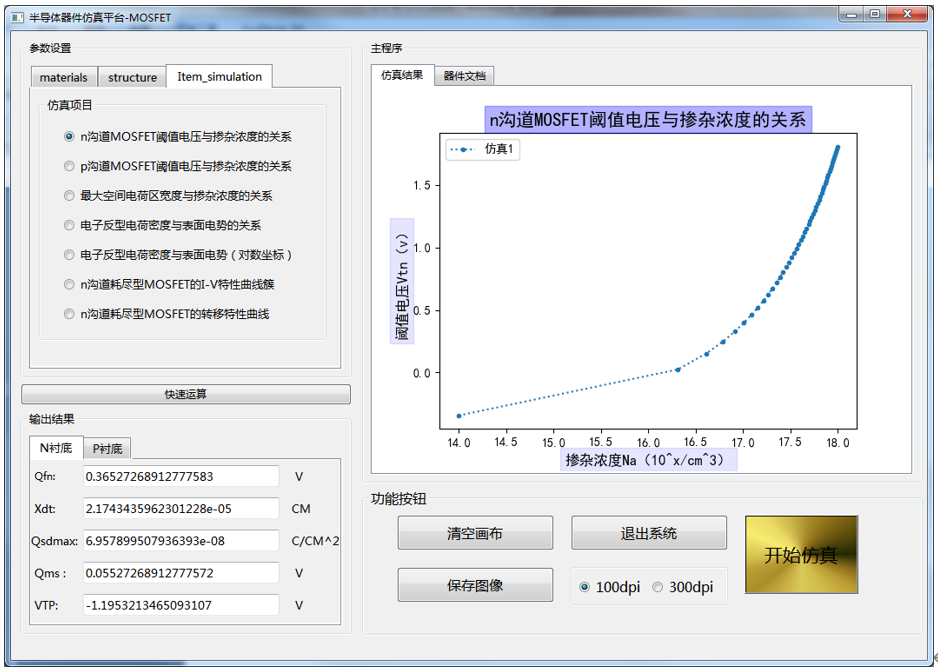 半导体器件仿真平台-MOSFET
参数设置
materials
structure
Item_simulation
仿真项目
n沟道MOSFET阈值电压与掺杂浓度的关系
p沟道MOSFET阈值电压与掺杂浓度的关系
最大空间电荷区宽度与掺杂浓度的关系
电子反型电荷密度与表面电势的关系
电子反型电荷密度与表面电势（对数坐标）
n沟道耗尽型MOSFET的I-V特性曲线簇
n沟道耗尽型MOSFET的转移特性曲线
快速运算
输出结果
N衬底
P衬底
Qfn: 0.36527268912777583 V
Xdt: 2.1743435962301228e-05 CM
Qsdmax: 6.957899507936393e-08 C/CM^2
Qms : 0.05527268912777572 V
VTP: -1.1953213465093107 V
主程序
仿真结果
器件文档
n沟道MOSFET阈值电压与掺杂浓度的关系
仿真1
阈值电压Vtn（v）
1.5
1.0
0.5
0.0
14.0 14.5 15.0 15.5 16.0 16.5 17.0 17.5 18.0
掺杂浓度Na（10^x/cm^3）
功能按钮
清空画布
退出系统
开始仿真
保存图像
100dpi
300dpi